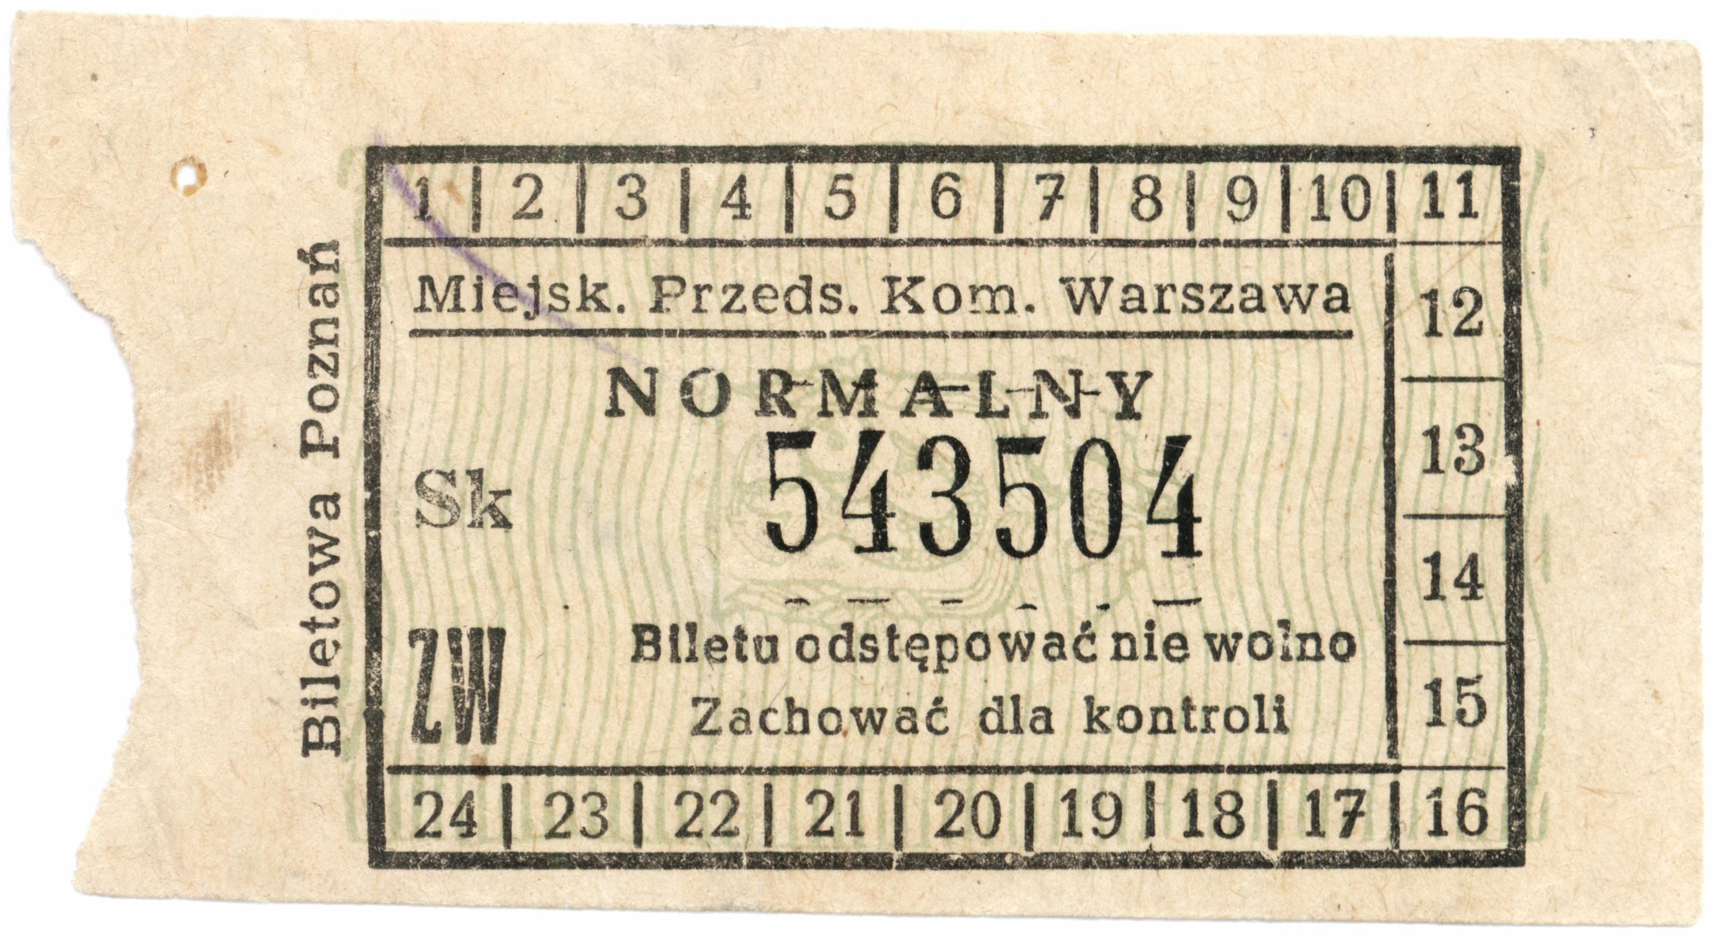 1 | 2 | 3 | 4 | 5 | 6 | 7 | 8 | 9 | 10 | 11
Miejsk. Przeds. Kom. Warszawa
12
NORMALNY
13
Sk 543504
14
ZW
Biletu odstępować nie wolno
Zachować dla kontroli
15
24 | 23 | 22 | 21 | 20 | 19 | 18 | 17 | 16
Biletowa Poznań